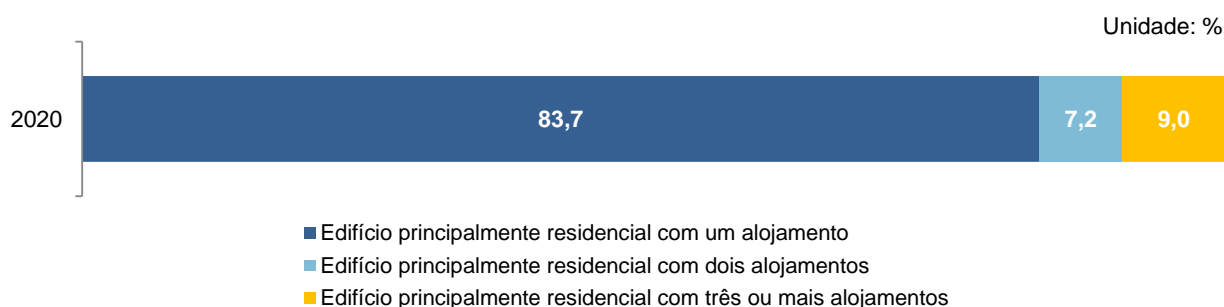 Unidade: %
2020
83,7
7,2
9,0
Edifício principalmente residencial com um alojamento
Edifício principalmente residencial com dois alojamentos
Edifício principalmente residencial com três ou mais alojamentos